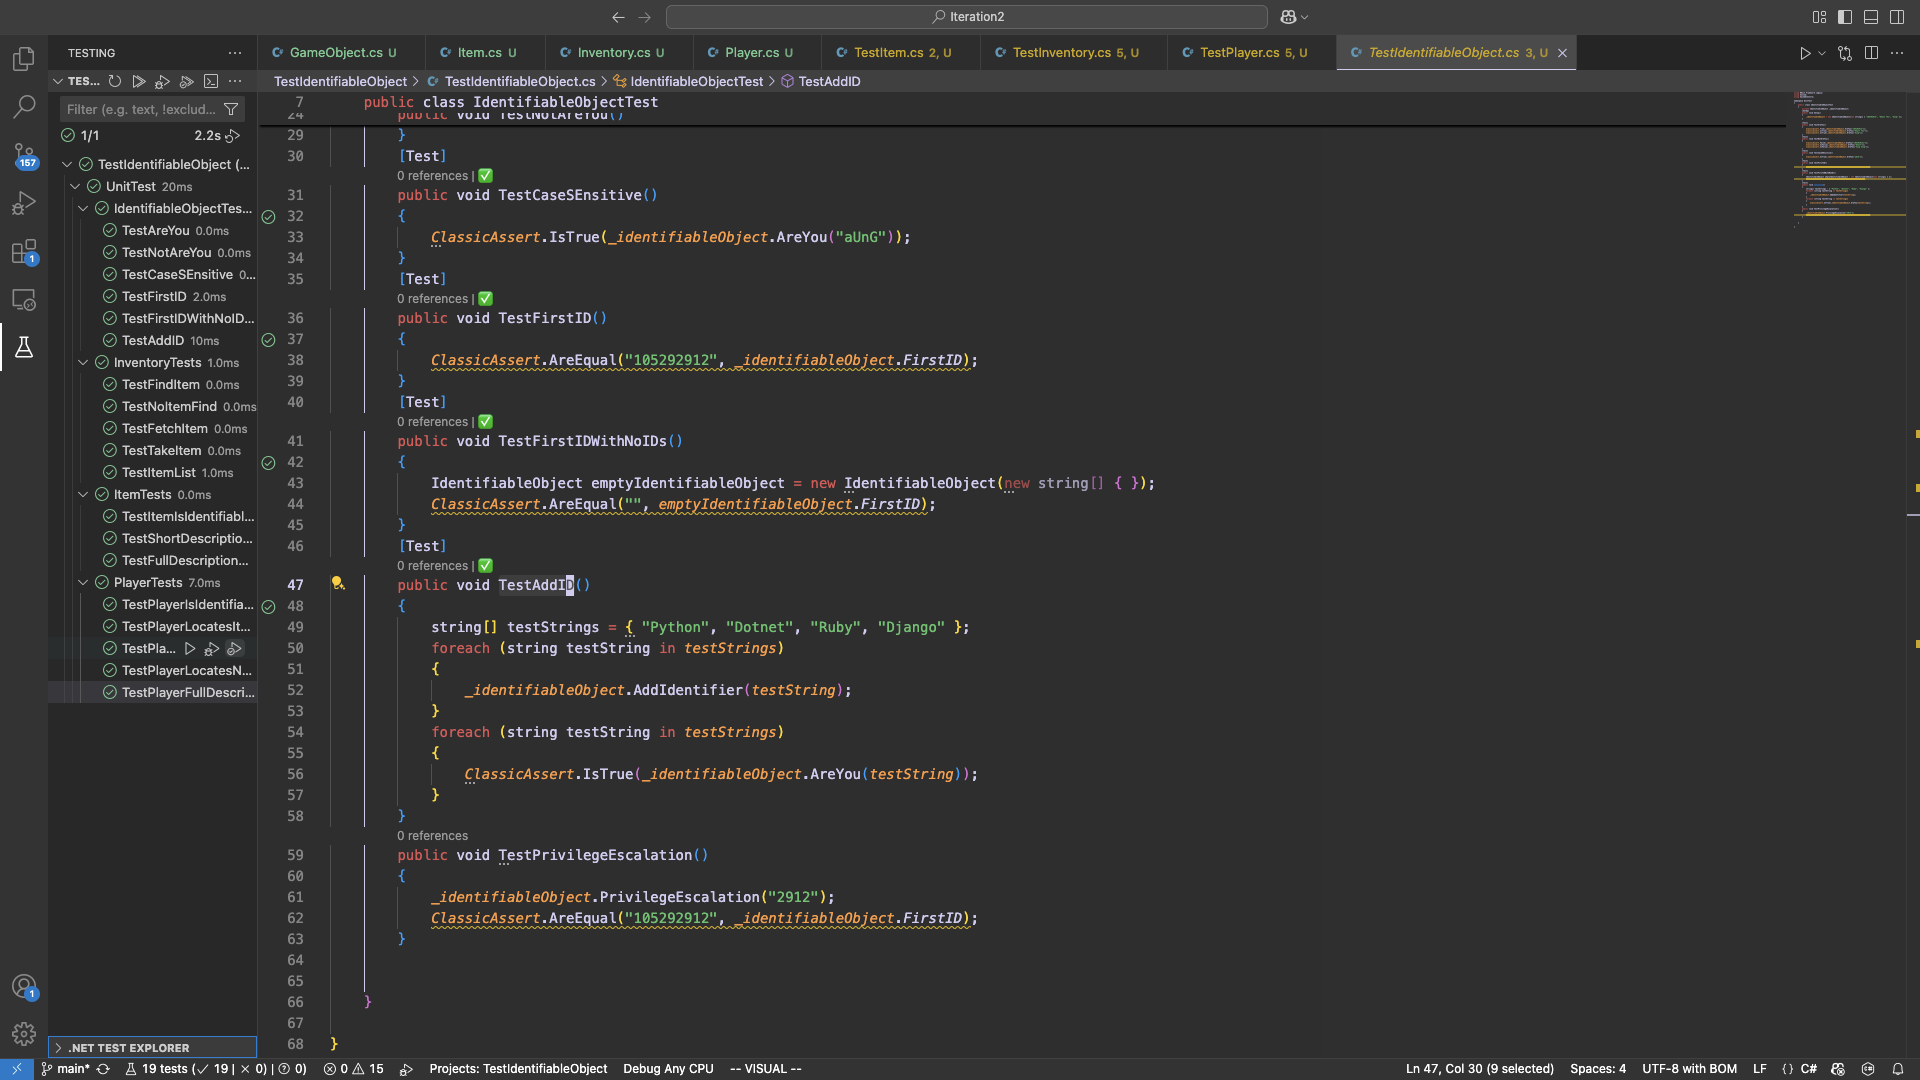 Iteration2
TESTING
GameObject.cs U
Item.cs U
Inventory.cs U
Player.cs U
TestItem.cs 2, U
TestInventory.cs 5, U
TestPlayer.cs 5, U
TestIdentifiableObject.cs 3, U
TES...
TestIdentifiableObject > TestIdentifiableObject.cs > IdentifiableObjectTest > TestAddID
Filter (e.g. text, !exclud...
1/1 2.2s
TestIdentifiableObject (...
UnitTest 20ms
IdentifiableObjectTes...
TestAreYou 0.0ms
TestNotAreYou 0.0ms
TestCaseSEnsitive 0...
TestFirstID 2.0ms
TestFirstIDWithNoID...
TestAddID 10ms
InventoryTests 1.0ms
TestFindItem 0.0ms
TestNoItemFind 0.0ms
TestFetchItem 0.0ms
TestTakeItem 0.0ms
TestItemList 1.0ms
ItemTests 0.0ms
TestItemIsIdentifiabl...
TestShortDescriptio...
TestFullDescription...
PlayerTests 7.0ms
TestPlayerIsIdentifia...
TestPlayerLocatesIt...
TestPla...
TestPlayerLocatesN...
TestPlayerFullDescri...
.NET TEST EXPLORER
157
1
1
7 public class IdentifiableObjectTest
24 public void TestNotAreYou()
29 }
30 [Test]
0 references | ✅
31 public void TestCaseSEnsitive()
32 {
33 ClassicAssert.IsTrue(_identifiableObject.AreYou("aUnG"));
34 }
35 [Test]
0 references | ✅
36 public void TestFirstID()
37 {
38 ClassicAssert.AreEqual("105292912", _identifiableObject.FirstID);
39 }
40 [Test]
0 references | ✅
41 public void TestFirstIDWithNoIDs()
42 {
43 IdentifiableObject emptyIdentifiableObject = new IdentifiableObject(new string[] { });
44 ClassicAssert.AreEqual("", emptyIdentifiableObject.FirstID);
45 }
46 [Test]
0 references | ✅
47 public void TestAddID()
48 {
49 string[] testStrings = { "Python", "Dotnet", "Ruby", "Django" };
50 foreach (string testString in testStrings)
51 {
52 _identifiableObject.AddIdentifier(testString);
53 }
54 foreach (string testString in testStrings)
55 {
56 ClassicAssert.IsTrue(_identifiableObject.AreYou(testString));
57 }
58 }
0 references
59 public void TestPrivilegeEscalation()
60 {
61 _identifiableObject.PrivilegeEscalation("2912");
62 ClassicAssert.AreEqual("105292912", _identifiableObject.FirstID);
63 }
64
65
66 }
67
68 }
main* 19 tests (✓ 19 | × 0) | 0) 0 15 Projects: TestIdentifiableObject Debug Any CPU -- VISUAL -- Ln 47, Col 30 (9 selected) Spaces: 4 UTF-8 with BOM LF {} C#